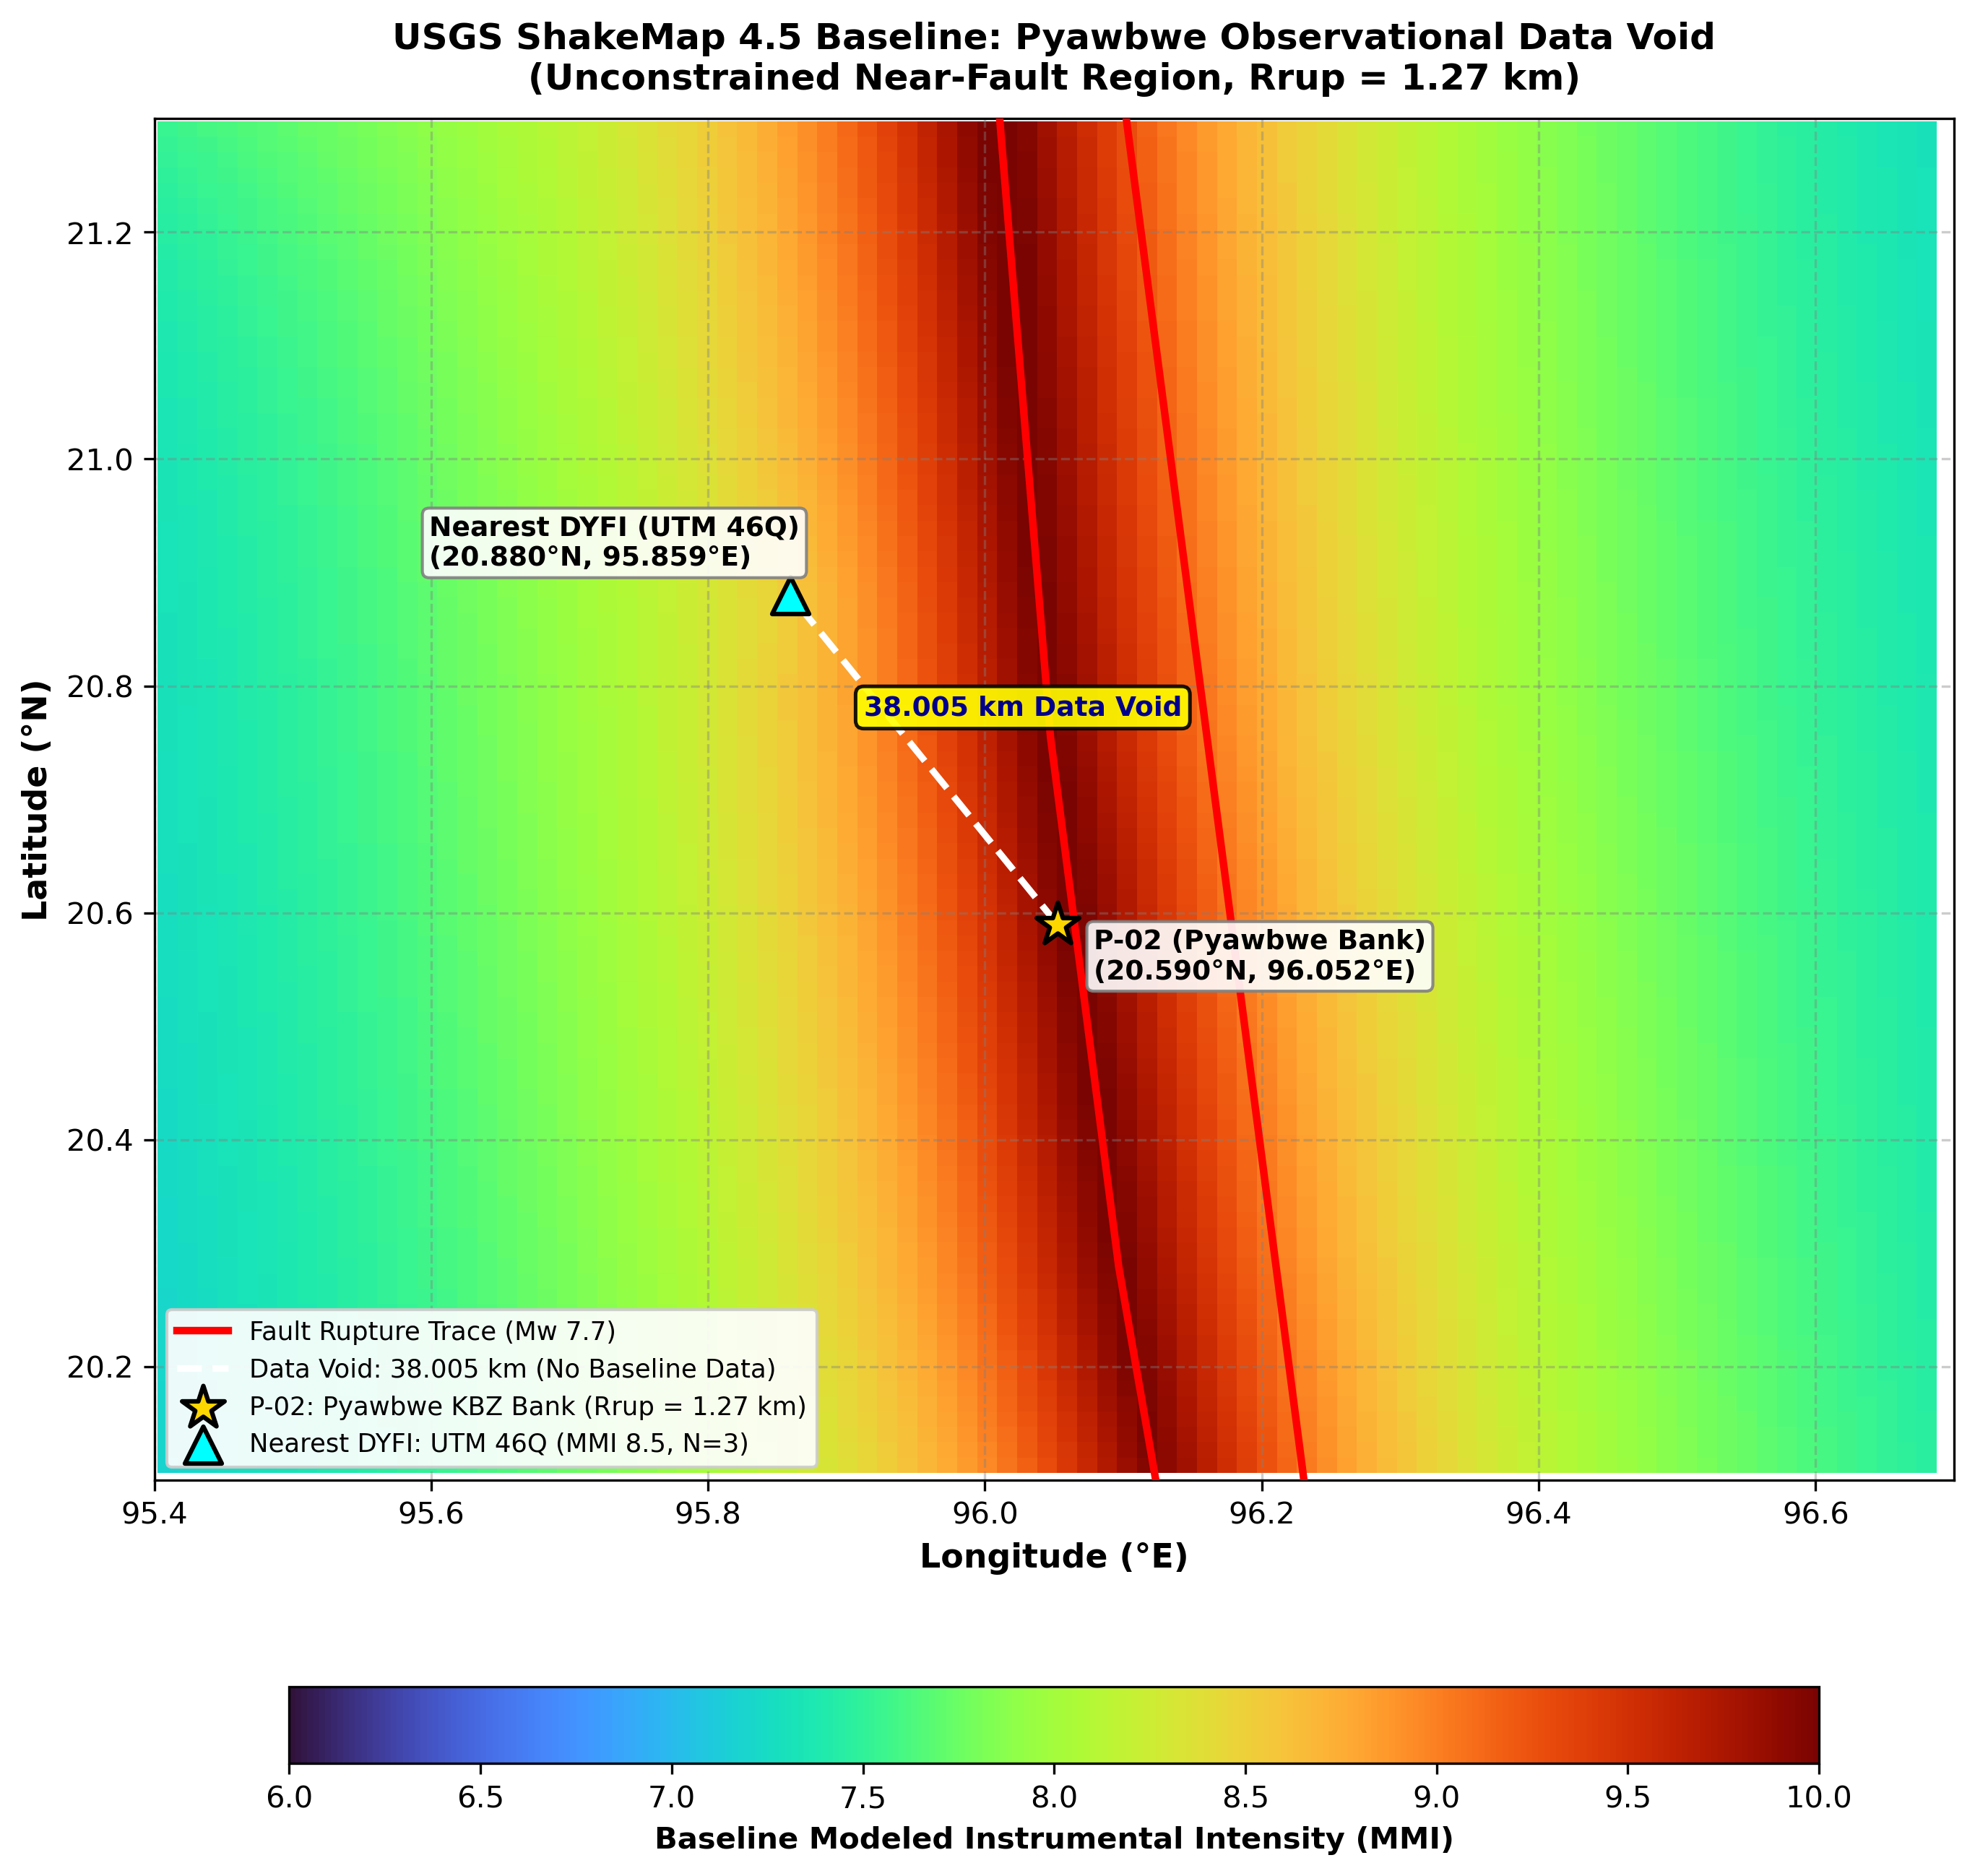 USGS ShakeMap 4.5 Baseline: Pyawbwe Observational Data Void
(Unconstrained Near-Fault Region, Rrup = 1.27 km)
Latitude (°N)
21.2
21.0
20.8
20.6
20.4
20.2
Nearest DYFI (UTM 46Q)
(20.880°N, 95.859°E)
38.005 km Data Void
P-02 (Pyawbwe Bank)
(20.590°N, 96.052°E)
Fault Rupture Trace (Mw 7.7)
Data Void: 38.005 km (No Baseline Data)
P-02: Pyawbwe KBZ Bank (Rrup = 1.27 km)
Nearest DYFI: UTM 46Q (MMI 8.5, N=3)
95.4 95.6 95.8 96.0 96.2 96.4 96.6
Longitude (°E)
6.0 6.5 7.0 7.5 8.0 8.5 9.0 9.5 10.0
Baseline Modeled Instrumental Intensity (MMI)